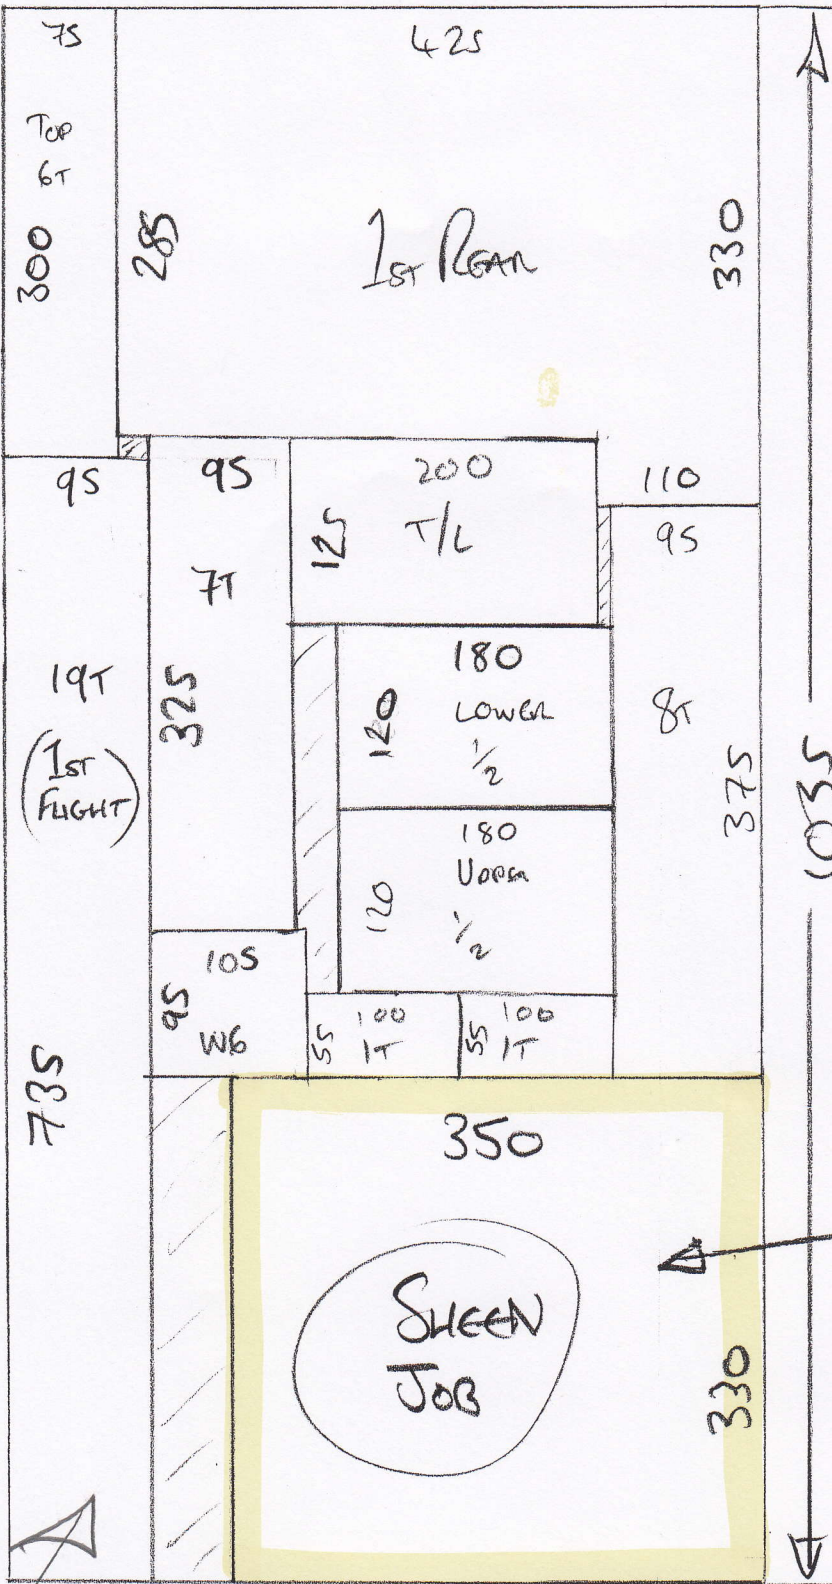 75
425
TOP
6T
300
285
1ST REAR
330
95
95
200
110
125
T/L
95
7T
19T
(1ST
FLIGHT)
325
180
120
LOWER
1/2
8T
375
1035
180
120
UPPER
1/2
105
95
W6
55
100
1T
55
100
1T
735
350
SHEEN
JOB
330